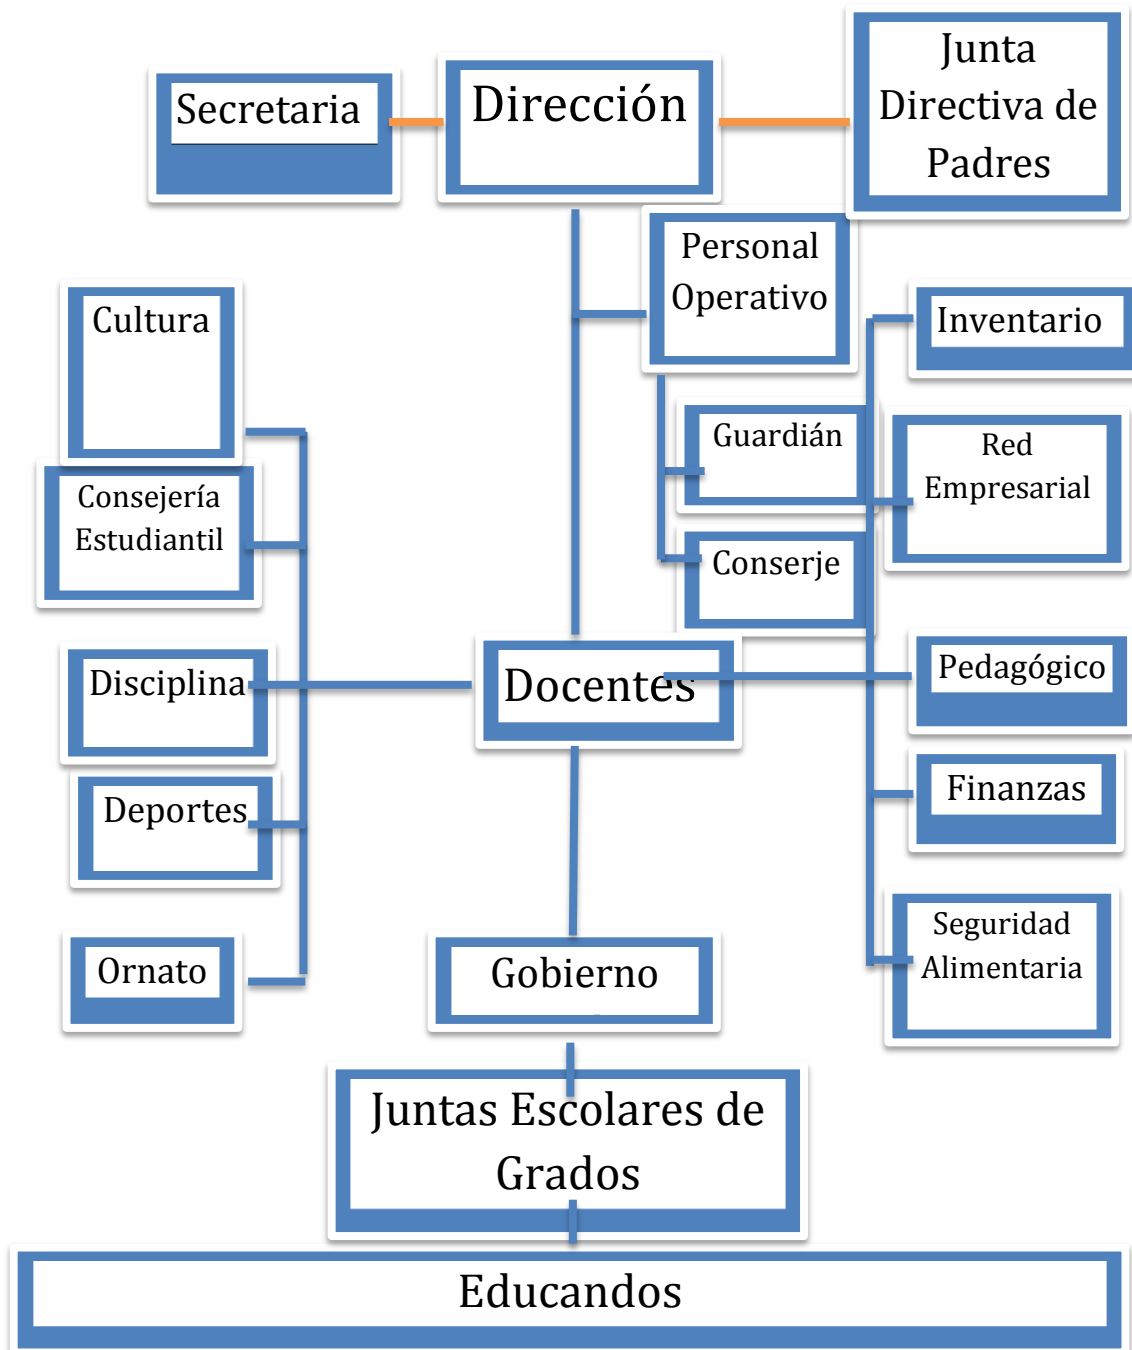 Secretaria
Dirección
Junta
Directiva de
Padres
Personal
Operativo
Cultura
Inventario
Guardián
Red
Empresarial
Consejería
Estudiantil
Conserje
Disciplina
Docentes
Pedagógico
Deportes
Finanzas
Ornato
Gobierno
Seguridad
Alimentaria
Juntas Escolares de
Grados
Educandos